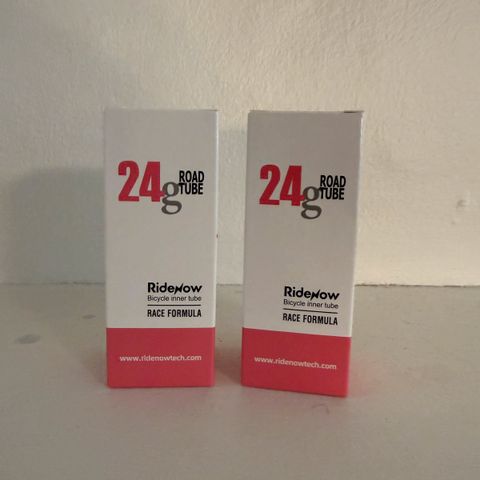 24g ROAD TUBE
RideNow
Bicycle inner tube
RACE FORMULA
www.ridenowtech.com
24g ROAD TUBE
RideNow
Bicycle inner tube
RACE FORMULA
www.ridenowtech.com